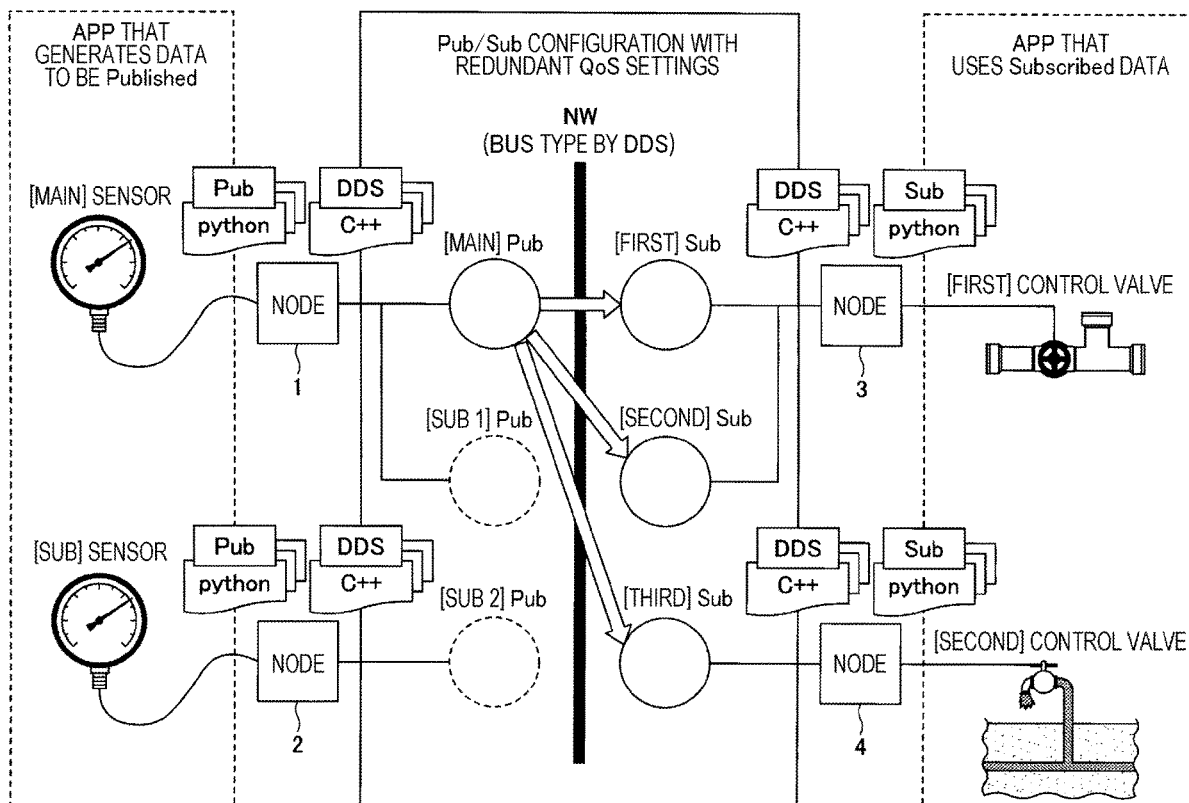 APP THAT
GENERATES DATA
TO BE Published
Pub/Sub CONFIGURATION WITH
REDUNDANT QoS SETTINGS
APP THAT
USES Subscribed DATA
NW
(BUS TYPE BY DDS)
[MAIN] SENSOR
Pub
python
DDS
C++
DDS
C++
Sub
python
[MAIN] Pub
[FIRST] Sub
NODE
NODE
[FIRST] CONTROL VALVE
1
3
[SUB 1] Pub
[SECOND] Sub
[SUB] SENSOR
Pub
python
DDS
C++
DDS
C++
Sub
python
[SUB 2] Pub
[THIRD] Sub
NODE
NODE
[SECOND] CONTROL VALVE
2
4